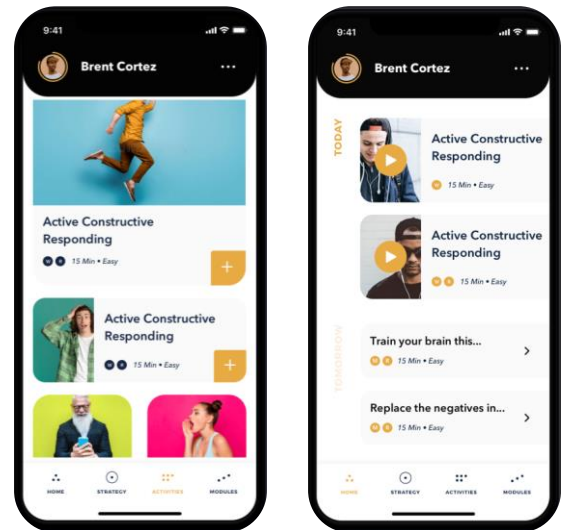 9:41
Brent Cortez
Active Constructive
Responding
M R 15 Min • Easy
Active Constructive
Responding
M R 15 Min • Easy
HOME STRATEGY ACTIVITIES MODULES
9:41
Brent Cortez
TODAY
Active Constructive
Responding
M 15 Min • Easy
Active Constructive
Responding
M R 15 Min • Easy
TOMORROW
Train your brain this...
M R 15 Min • Easy
Replace the negatives in...
M R 15 Min • Easy
HOME STRATEGY ACTIVITIES MODULES